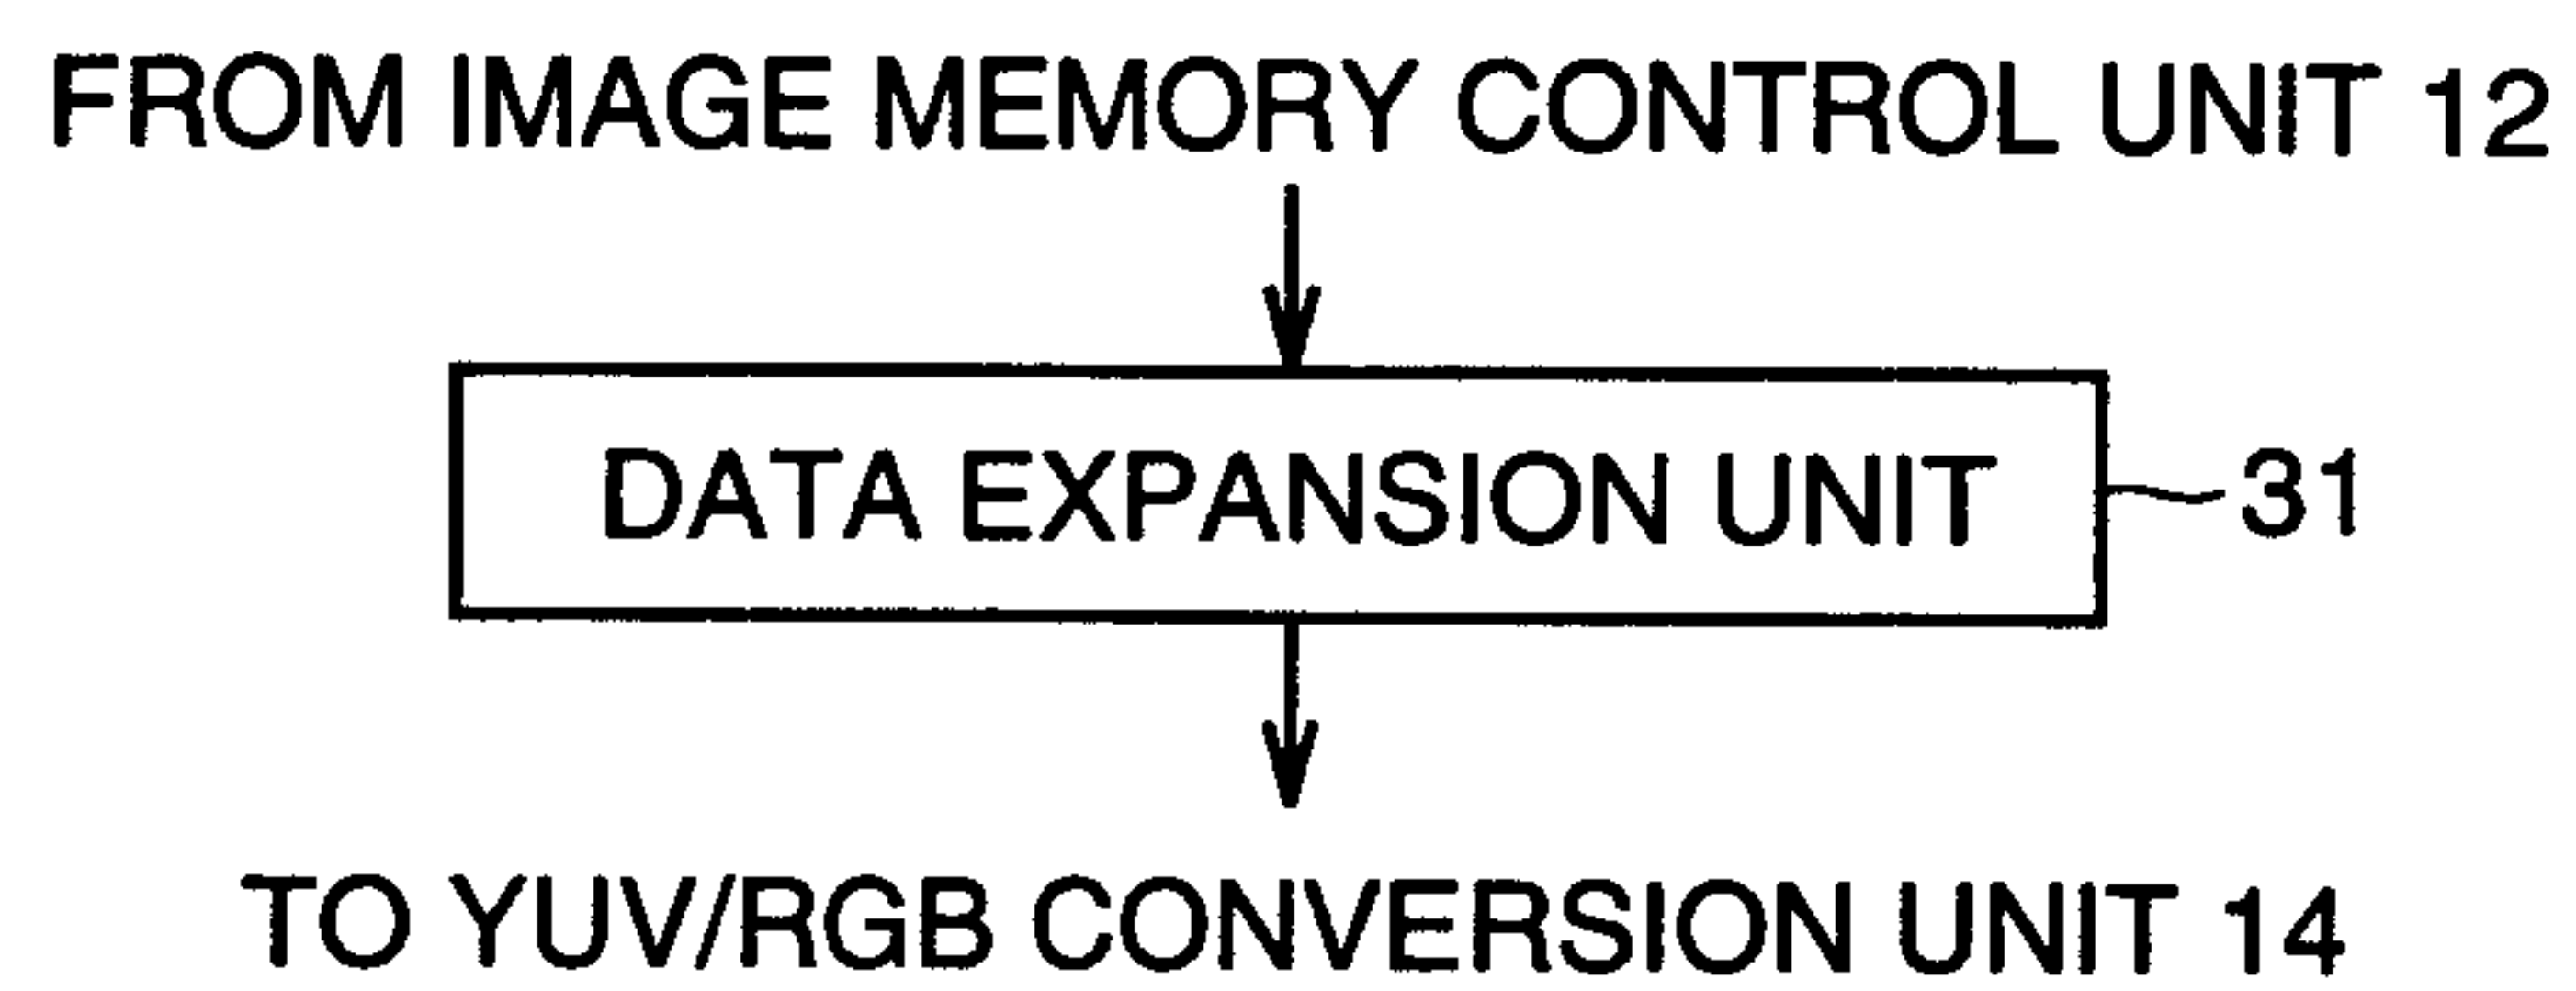 FROM IMAGE MEMORY CONTROL UNIT 12
DATA EXPANSION UNIT
31
TO YUV/RGB CONVERSION UNIT 14